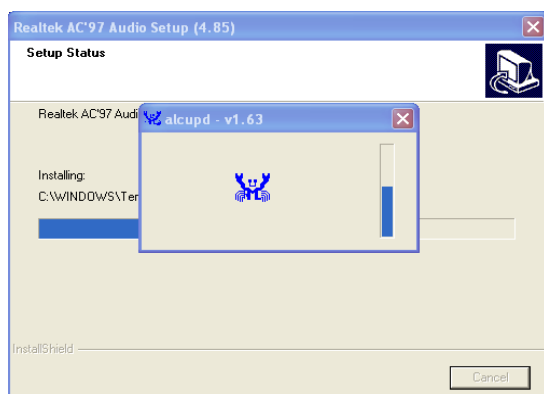 Realtek AC'97 Audio Setup (4.85)
Setup Status
Realtek AC'97 Audi
alcupd - v1.63
Installing:
C:\WINDOWS\Ter
InstallShield
Cancel